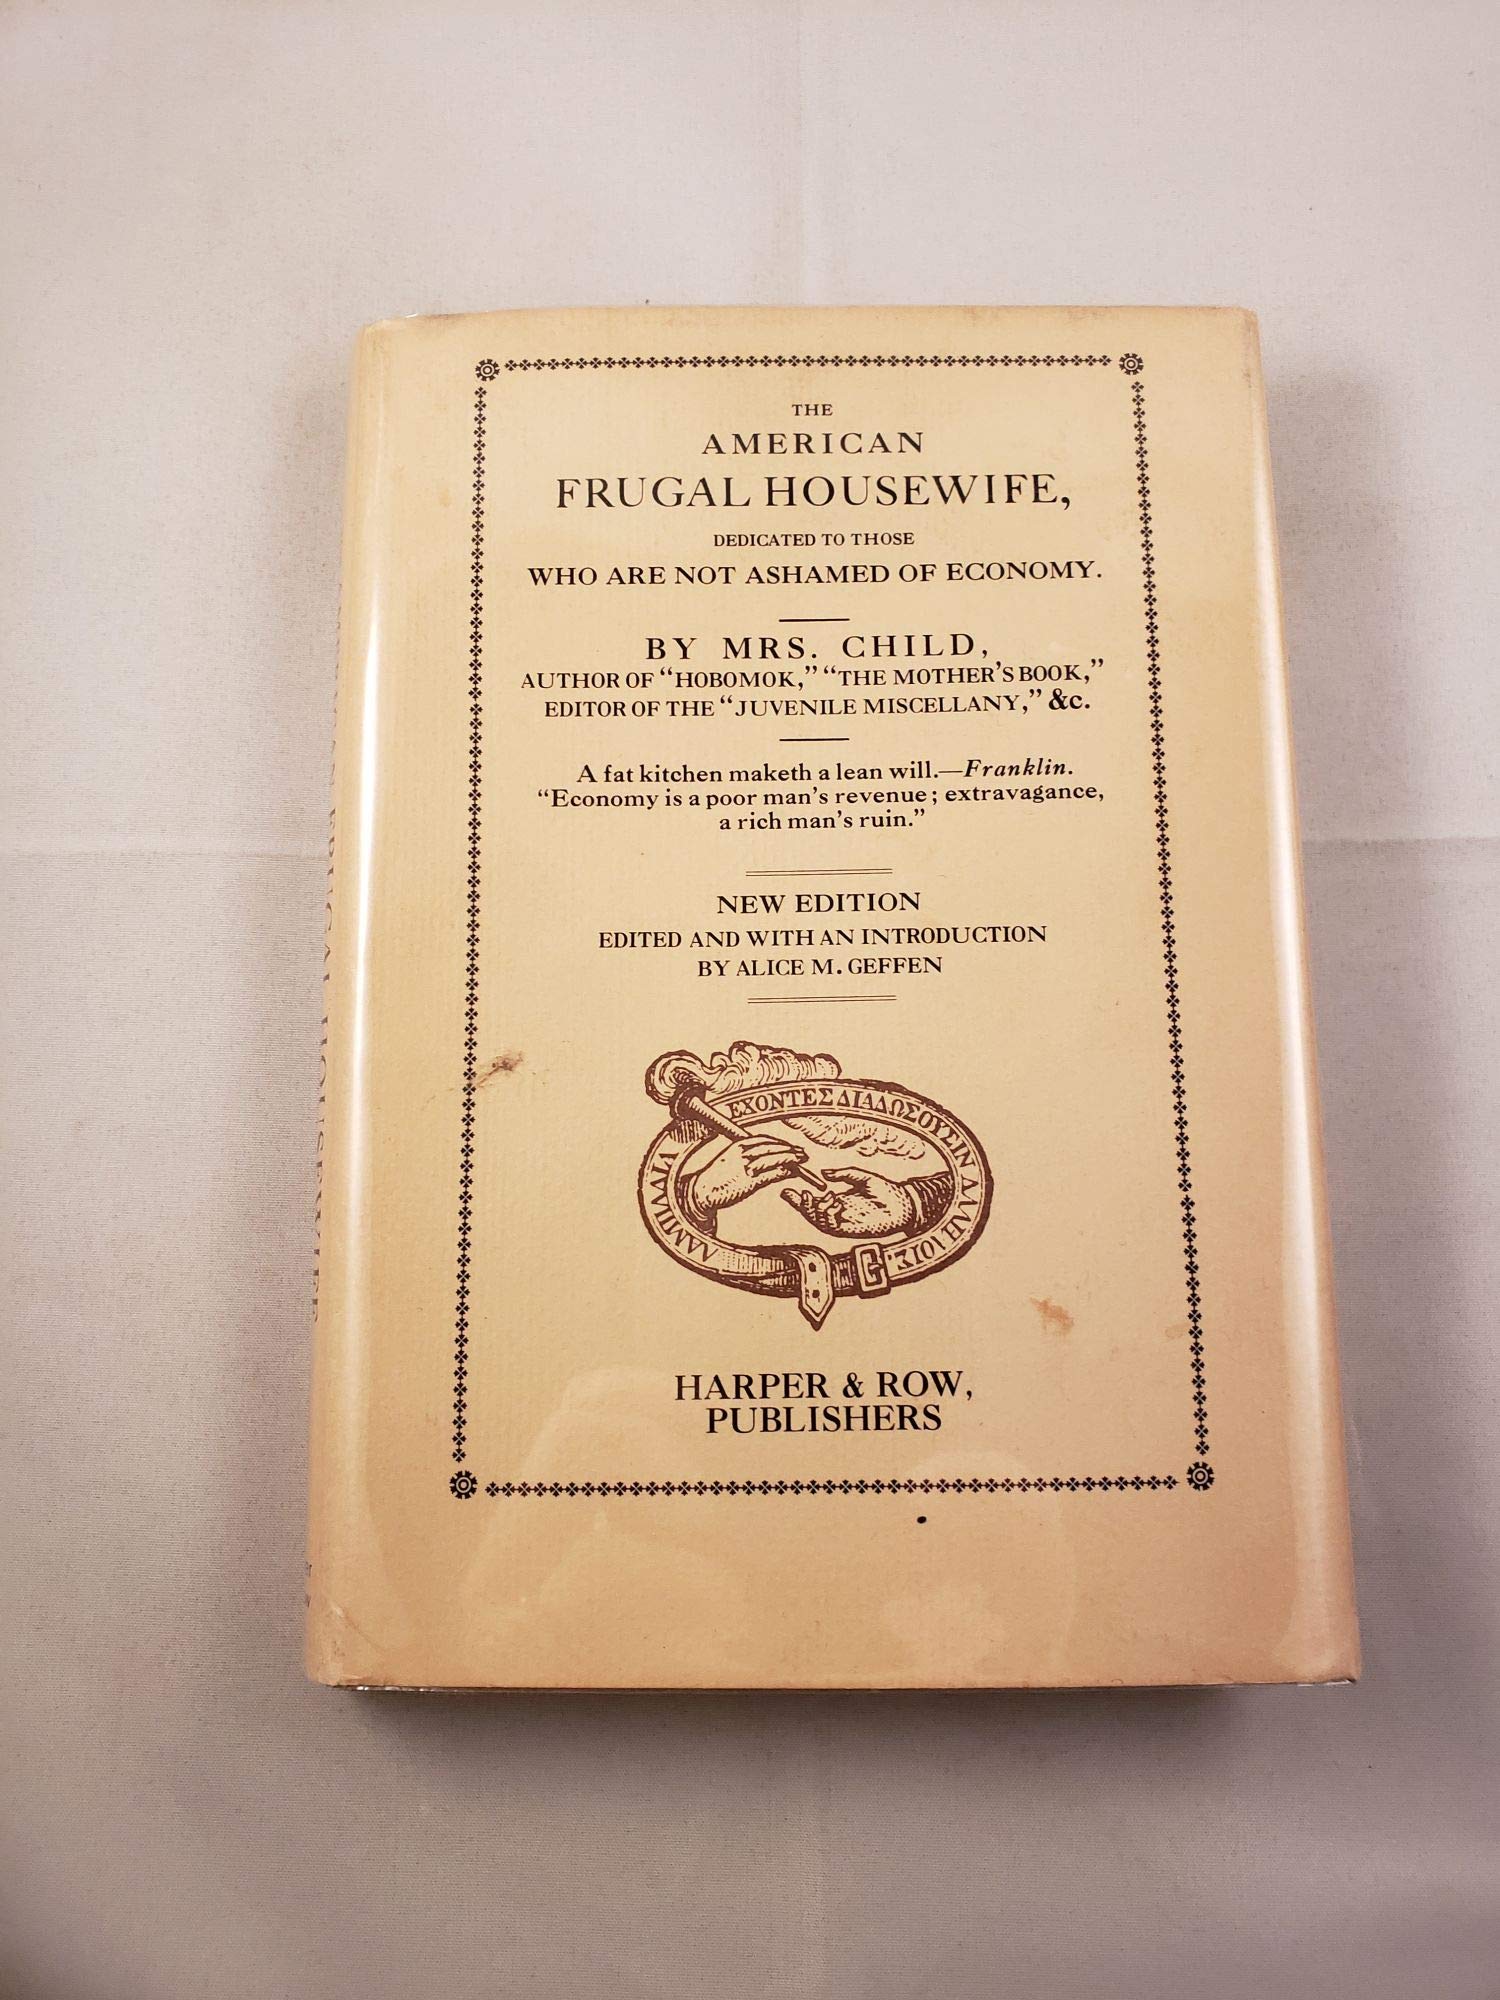 THE
AMERICAN
FRUGAL HOUSEWIFE,
DEDICATED TO THOSE
WHO ARE NOT ASHAMED OF ECONOMY.
BY MRS. CHILD,
AUTHOR OF “HOBOMOK,” “THE MOTHER’S BOOK,”
EDITOR OF THE “JUVENILE MISCELLANY,” &c.
A fat kitchen maketh a lean will.—Franklin.
“Economy is a poor man’s revenue; extravagance,
a rich man’s ruin.”
NEW EDITION
EDITED AND WITH AN INTRODUCTION
BY ALICE M. GEFFEN
ΛΑΜΠΑΔΙΑ ΕΧΟΝΤΕΣ ΔΙΑΔΩΣΟΥΣΙΝ ΑΛΛΗΛΟΙΣ.
HARPER & ROW,
PUBLISHERS